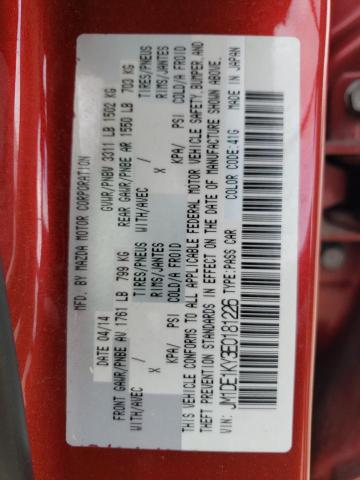 MFD. BY MAZDA MOTOR CORPORATION
DATE 04/14 GVWR/PNBV 3311 LB 1502 KG
FRONT GAWR/PNBE AV 1761 LB 799 KG REAR GAWR/PNBE AR 1550 LB 703 KG
WITH/AVEC TIRES/PNEUS WITH/AVEC TIRES/PNEUS
X RIMS/JANTES X RIMS/JANTES
KPA/ PSI COLD/A FROID KPA/ PSI COLD/A FROID
THIS VEHICLE CONFORMS TO ALL APPLICABLE FEDERAL MOTOR VEHICLE SAFETY, BUMPER, AND
THEFT PREVENTION STANDARDS IN EFFECT ON THE DATE OF MANUFACTURE SHOWN ABOVE.
JM1DE1KY3E0181226 COLOR CODE:41G MADE IN JAPAN
VIN: TYPE:PASS CAR